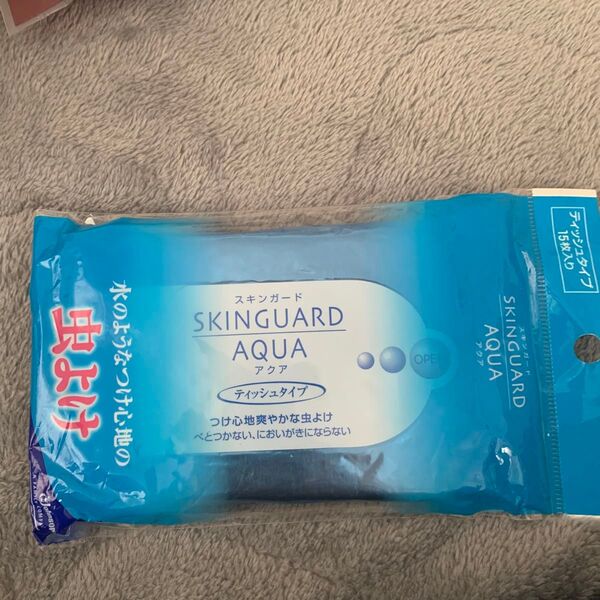 水のようなつけ心地の
虫よけ
スキンガード
SKINGUARD
AQUA
アクア
ティッシュタイプ
つけ心地爽やかな虫よけ
べとつかない、においがきにならない
OPEN
スキンガード
SKINGUARD
AQUA
アクア
ティッシュタイプ
15枚入り